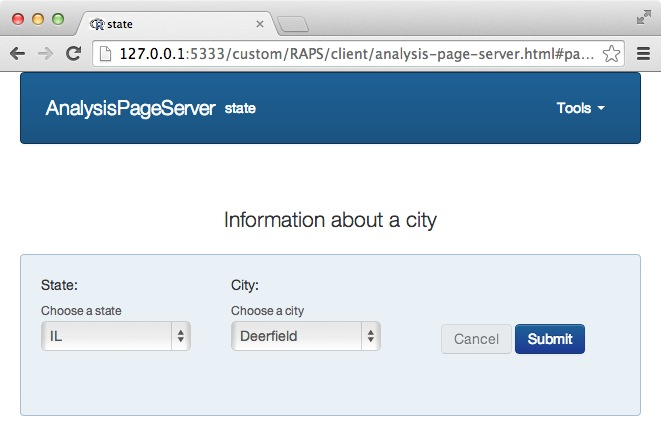 state
127.0.0.1:5333/custom/RAPS/client/analysis-page-server.html#pa...
AnalysisPageServer state Tools
Information about a city
State: City:
Choose a state Choose a city
IL Deerfield Cancel Submit